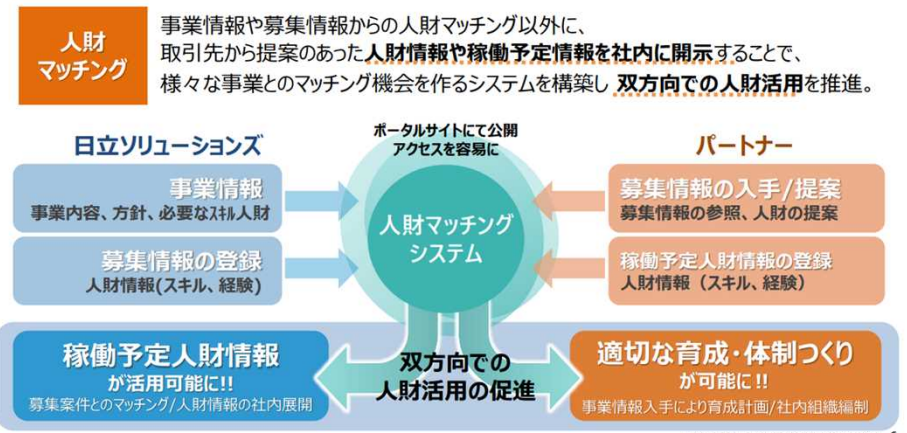 人財
マッチング
事業情報や募集情報からの人財マッチング以外に、
取引先から提案のあった人財情報や稼働予定情報を社内に開示することで、
様々な事業とのマッチング機会を作るシステムを構築し双方向での人財活用を推進。
日立ソリューションズ
ポータルサイトにて公開
アクセスを容易に
パートナー
事業情報
事業内容、方針、必要なｽｷﾙ人財
募集情報の登録
人財情報(スキル、経験)
人財マッチング
システム
募集情報の入手/提案
募集情報の参照、人財の提案
稼働予定人財情報の登録
人財情報（スキル、経験）
稼働予定人財情報
が活用可能に!!
募集案件とのマッチング/人財情報の社内展開
双方向での
人財活用の促進
適切な育成・体制つくり
が可能に!!
事業情報入手により育成計画/社内組織編制